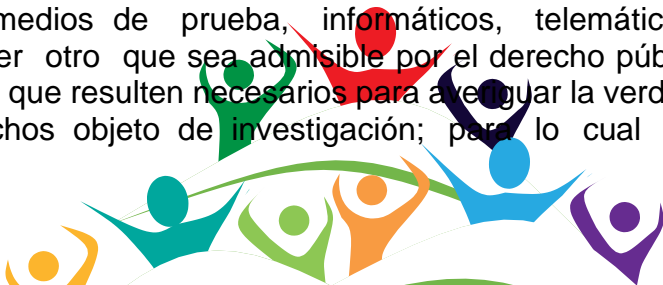 medios de prueba, informáticos, telemátic
er otro que sea admisible por el derecho púb
que resulten necesarios para averiguar la verd
chos objeto de investigación; para lo cual